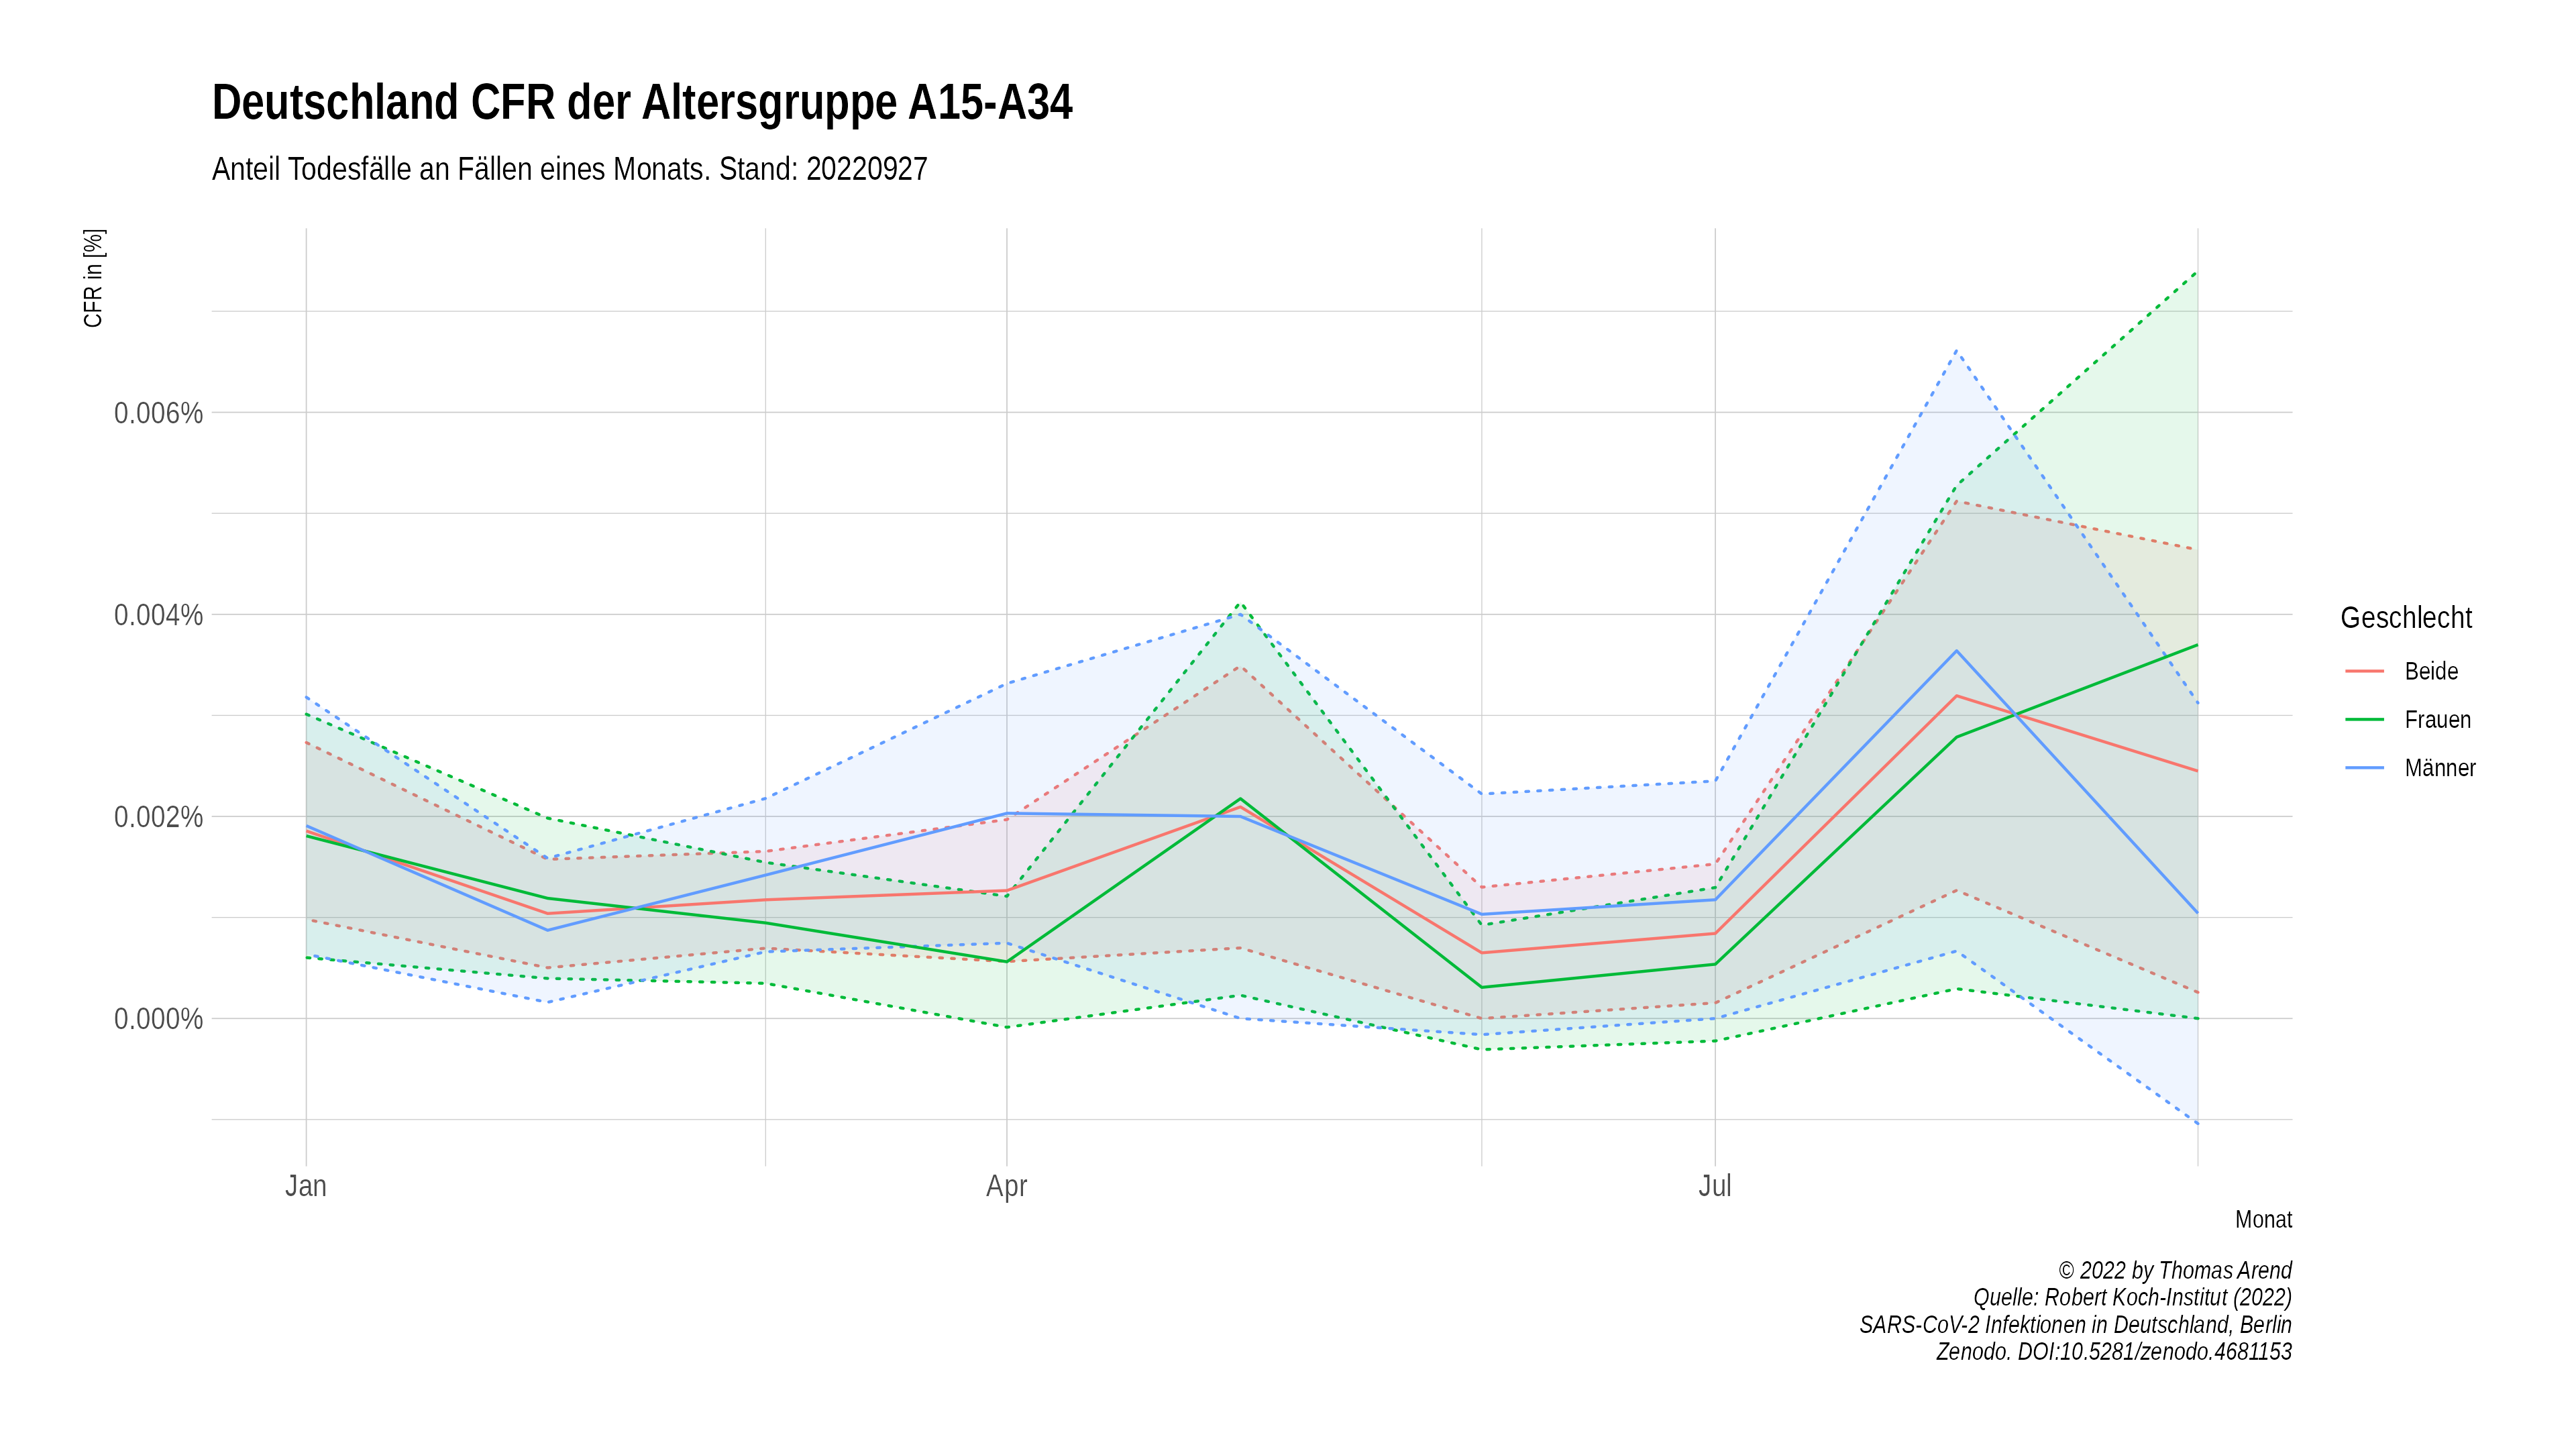 Deutschland CFR der Altersgruppe A15-A34
Anteil Todesfälle an Fällen eines Monats. Stand: 20220927
CFR in [%]
0.006%
0.004%
0.002%
0.000%
Jan
Apr
Jul
Monat
Geschlecht
Beide
Frauen
Männer
© 2022 by Thomas Arend
Quelle: Robert Koch-Institut (2022)
SARS-CoV-2 Infektionen in Deutschland, Berlin
Zenodo. DOI:10.5281/zenodo.4681153